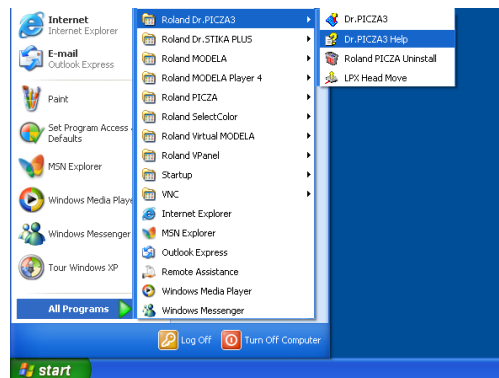 Internet
Internet Explorer
E-mail
Outlook Express
Paint
Set Program Access
Defaults
MSN Explorer
Windows Media Playe
Windows Messenger
Tour Windows XP
All Programs
Roland Dr.PICZA3
Roland Dr.STIKA PLUS
Roland MODELA
Roland MODELA Player 4
Roland PICZA
Roland SelectColor
Roland Virtual MODELA
Roland VPanel
Startup
VNC
Internet Explorer
MSN Explorer
Outlook Express
Remote Assistance
Windows Media Player
Windows Messenger
Dr.PICZA3
Dr.PICZA3 Help
Roland PICZA Uninstall
LPX Head Move
Log Off
Turn Off Computer
start